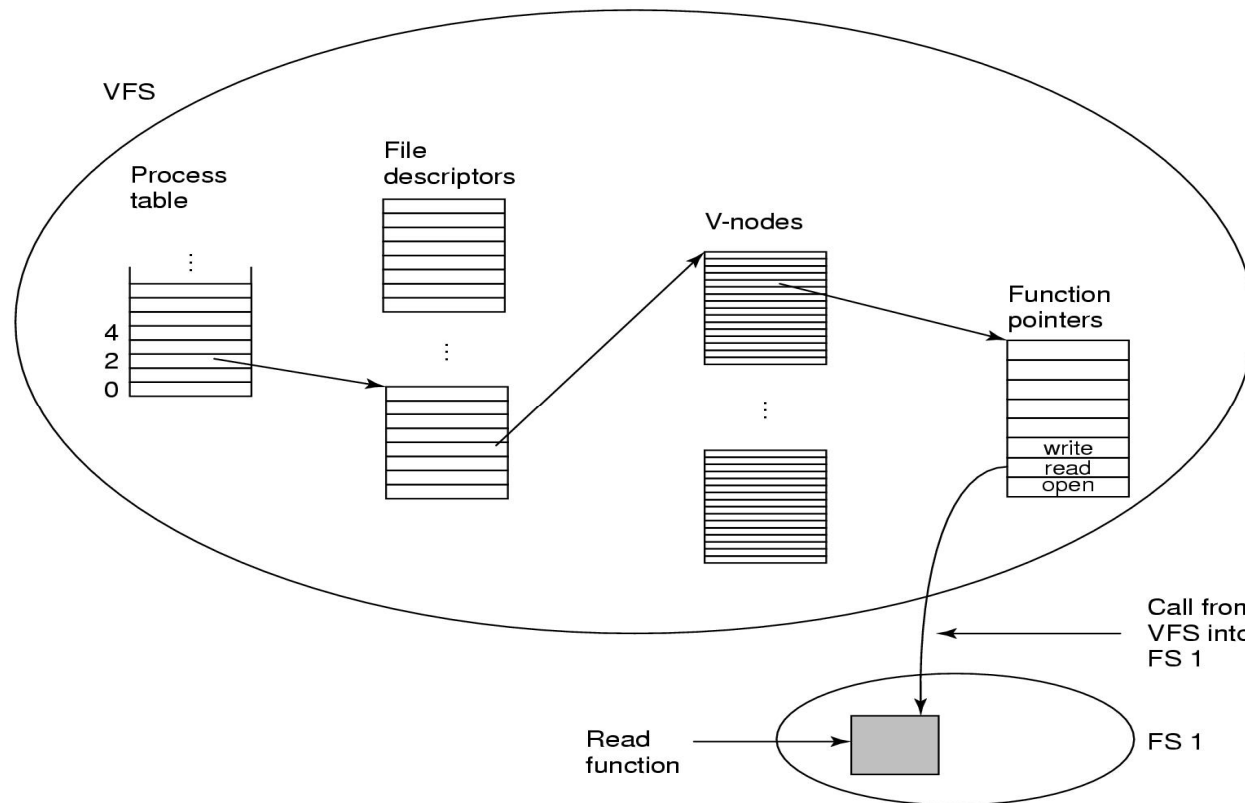 VFS
Process
table
⋮
4
2
0
File
descriptors
⋮
V-nodes
⋮
Function
pointers
write
read
open
Call from
VFS into
FS 1
Read
function
FS 1